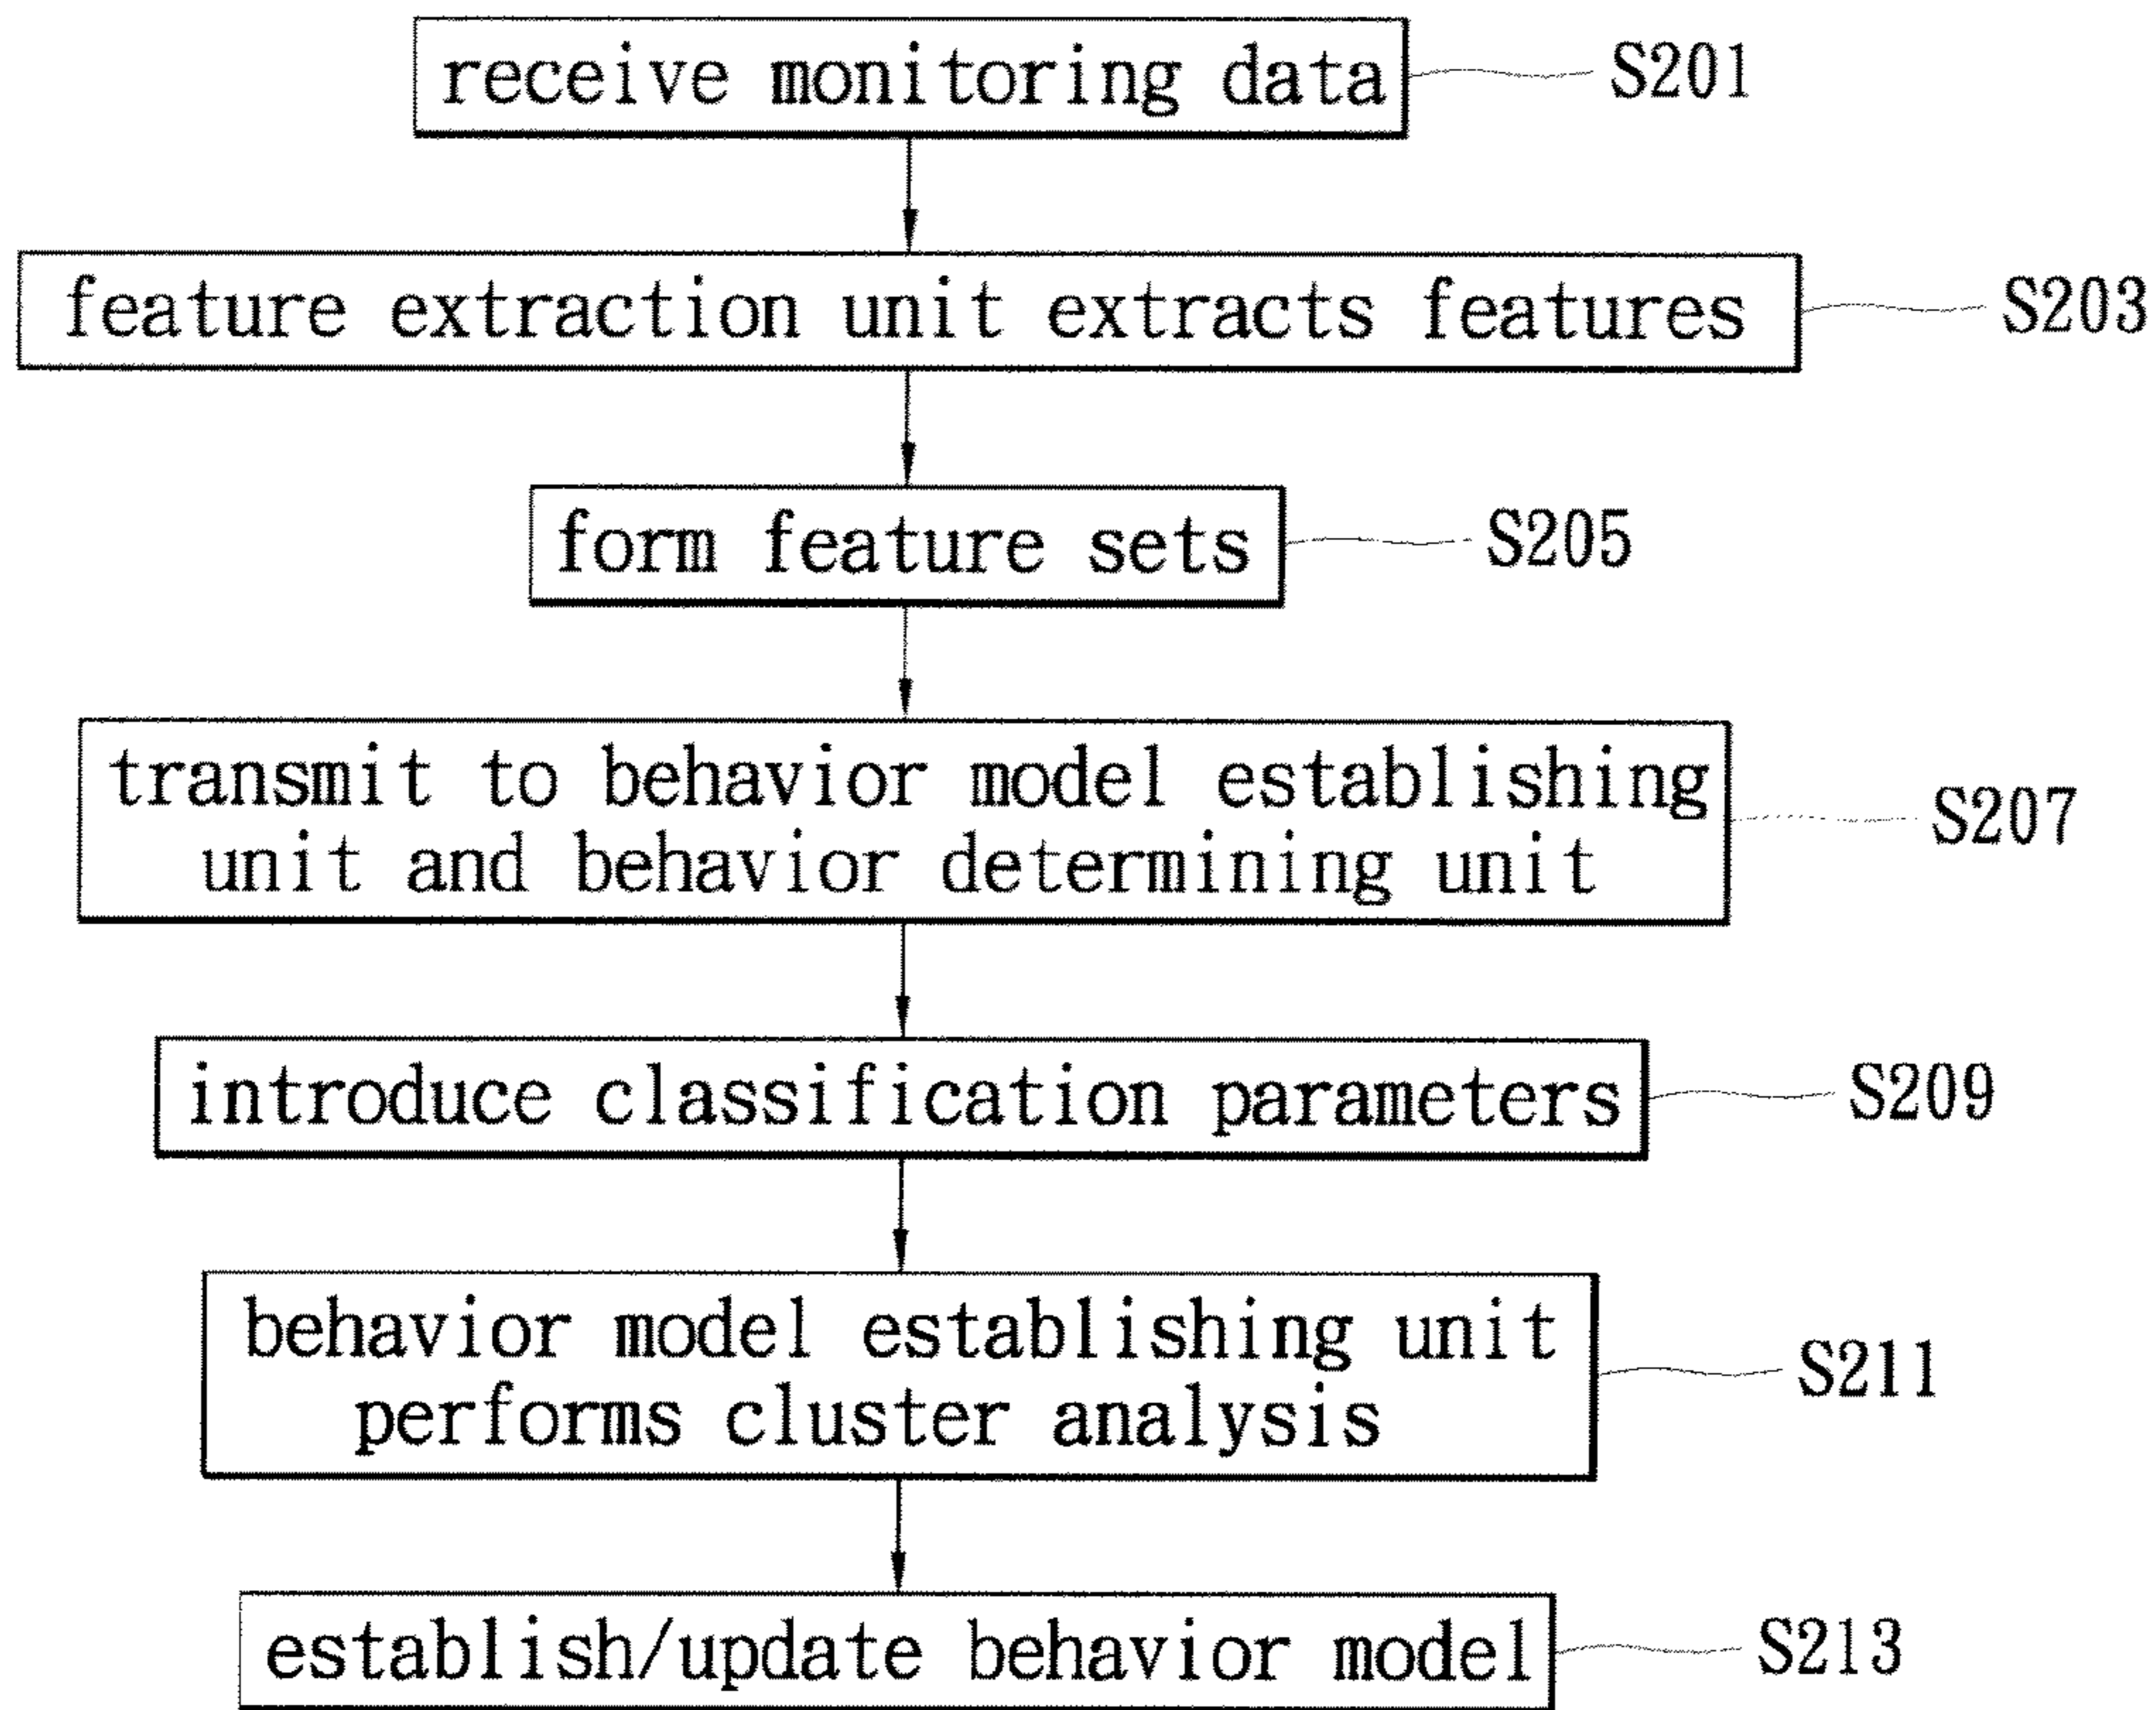 receive monitoring data
S201
feature extraction unit extracts features
S203
form feature sets
S205
transmit to behavior model establishing
unit and behavior determining unit
S207
introduce classification parameters
S209
behavior model establishing unit
performs cluster analysis
S211
establish/update behavior model
S213